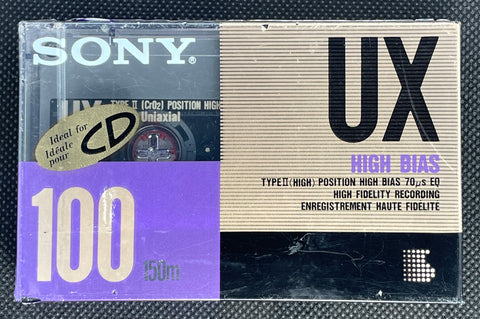 SONY®
UX TYPE II (CrO2) POSITION HIGH
Uniaxial
Ideal for
Idéale
pour
CD
100
150m
UX
HIGH BIAS
TYPE II (HIGH) POSITION HIGH BIAS 70µs EQ
HIGH FIDELITY RECORDING
ENREGISTREMENT HAUTE FIDELITE